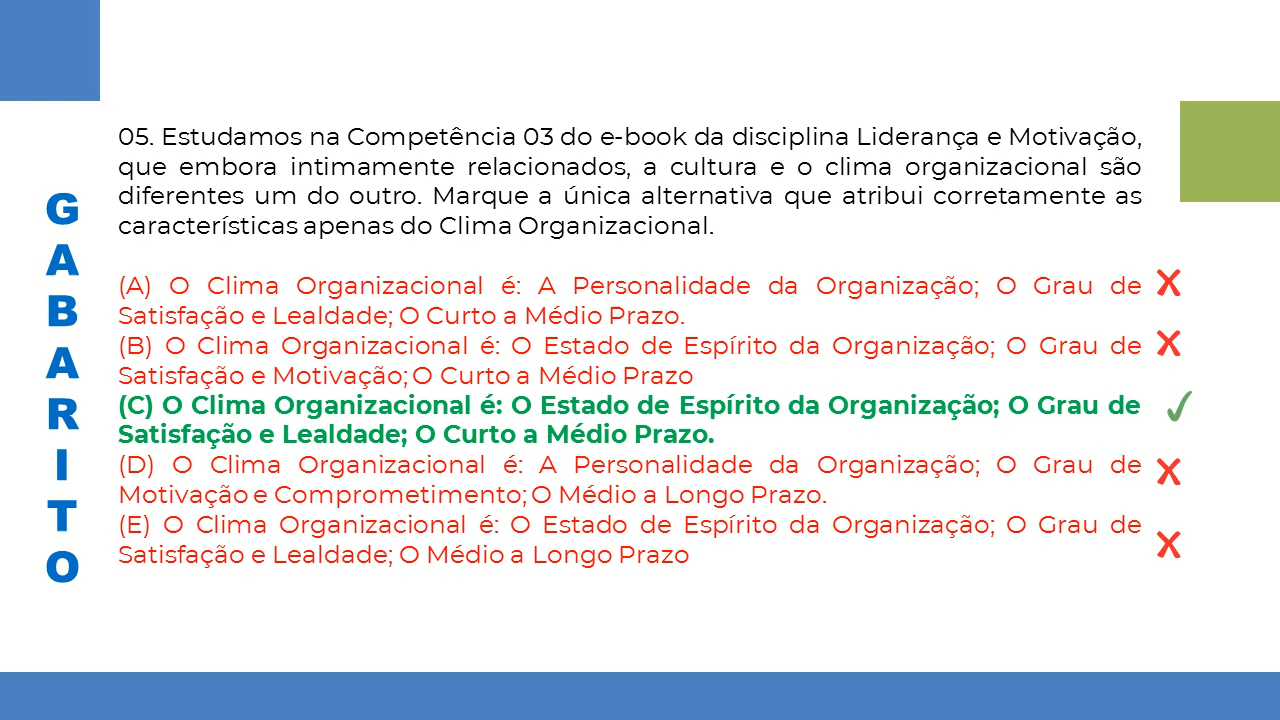 GABARITO
05. Estudamos na Competência 03 do e-book da disciplina Liderança e Motivação,
que embora intimamente relacionados, a cultura e o clima organizacional são
diferentes um do outro. Marque a única alternativa que atribui corretamente as
características apenas do Clima Organizacional.
(A) O Clima Organizacional é: A Personalidade da Organização; O Grau de
Satisfação e Lealdade; O Curto a Médio Prazo.
(B) O Clima Organizacional é: O Estado de Espírito da Organização; O Grau de
Satisfação e Motivação; O Curto a Médio Prazo
(C) O Clima Organizacional é: O Estado de Espírito da Organização; O Grau de
Satisfação e Lealdade; O Curto a Médio Prazo.
(D) O Clima Organizacional é: A Personalidade da Organização; O Grau de
Motivação e Comprometimento; O Médio a Longo Prazo.
(E) O Clima Organizacional é: O Estado de Espírito da Organização; O Grau de
Satisfação e Lealdade; O Médio a Longo Prazo